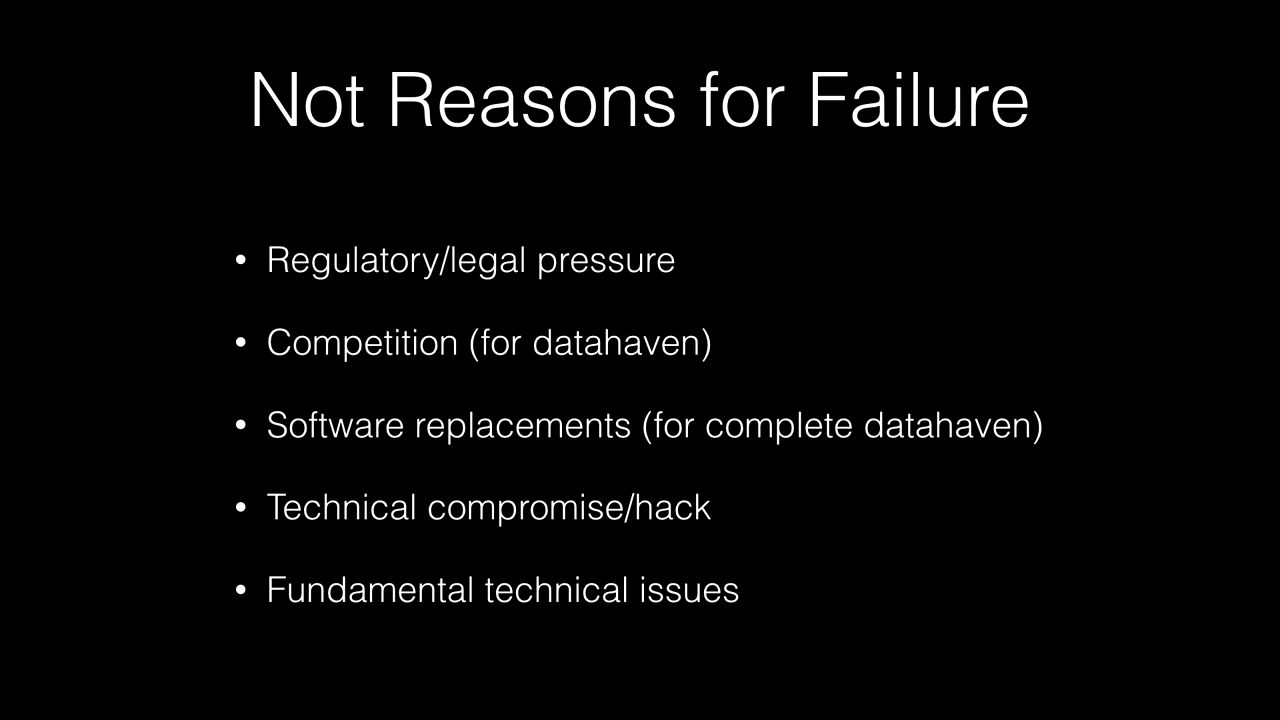 Not Reasons for Failure
• Regulatory/legal pressure
• Competition (for datahaven)
• Software replacements (for complete datahaven)
• Technical compromise/hack
• Fundamental technical issues